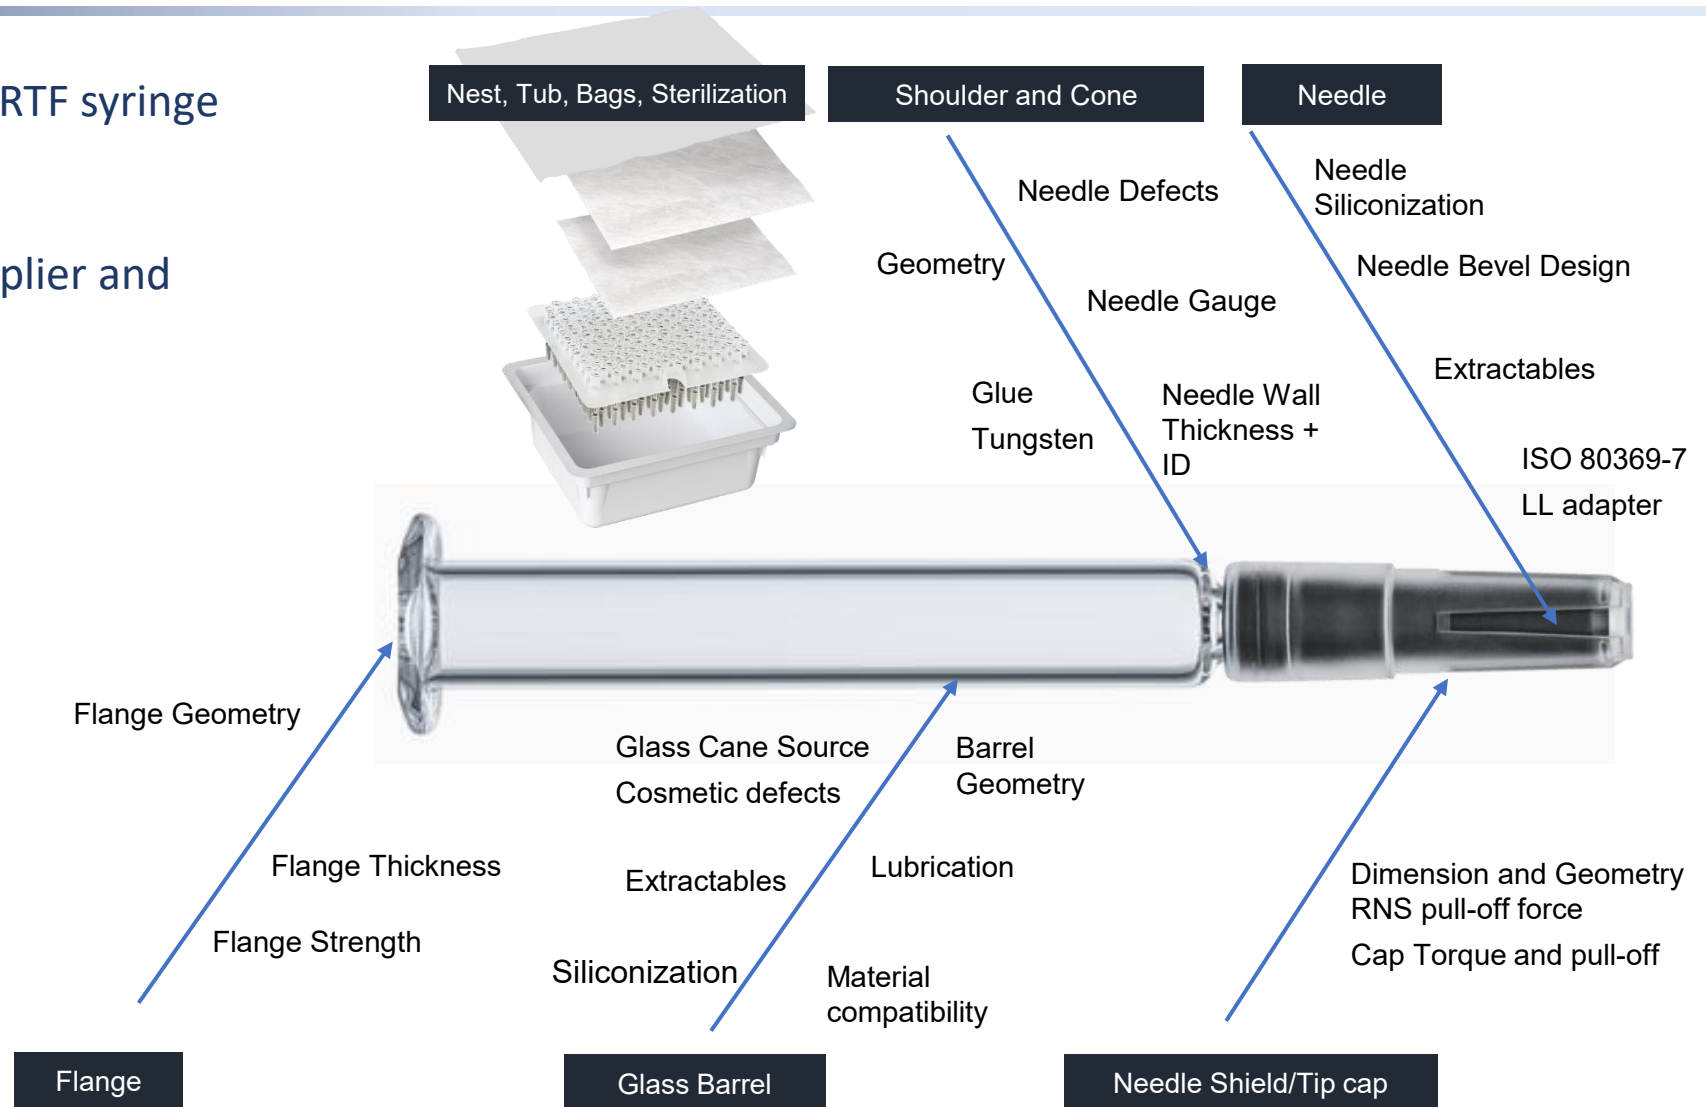 RTF syringe
plier and
Nest, Tub, Bags, Sterilization
Shoulder and Cone
Needle
Needle Defects
Geometry
Needle Gauge
Glue
Tungsten
Needle Wall
Thickness +
ID
Needle
Siliconization
Needle Bevel Design
Extractables
ISO 80369-7
LL adapter
Flange Geometry
Flange Thickness
Flange Strength
Flange
Glass Cane Source
Cosmetic defects
Barrel
Geometry
Extractables
Lubrication
Siliconization
Material
compatibility
Glass Barrel
Dimension and Geometry
RNS pull-off force
Cap Torque and pull-off
Needle Shield/Tip cap